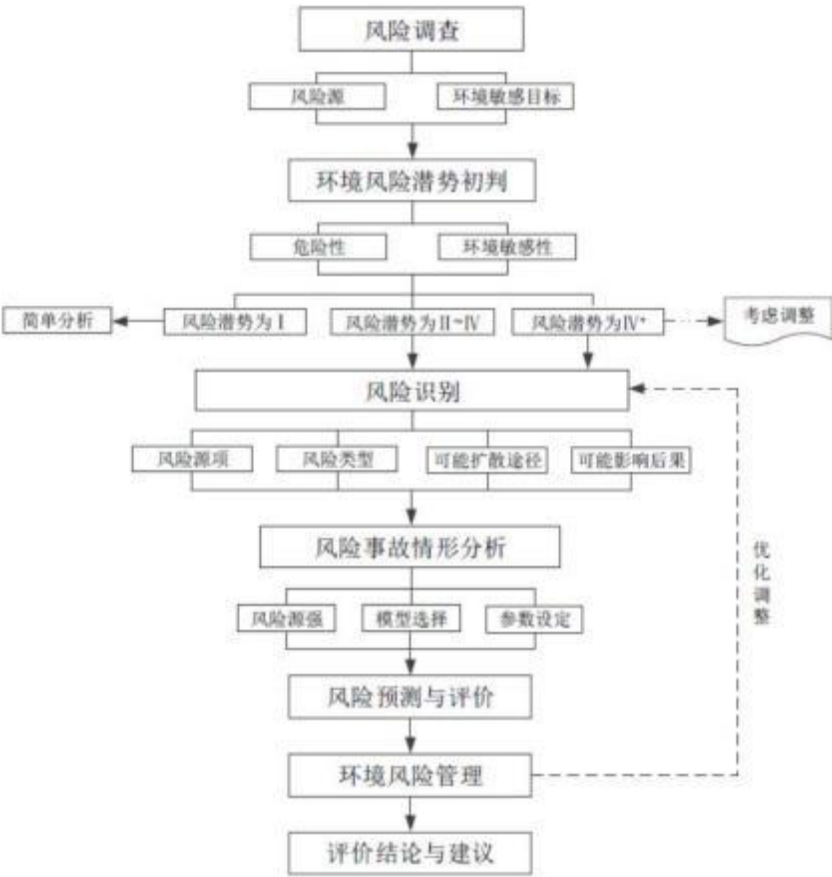 风险调查
风险源
环境敏感目标
环境风险潜势初判
危险性
环境敏感性
简单分析
风险潜势为Ⅰ
风险潜势为Ⅱ~Ⅳ
风险潜势为Ⅳ+
考虑调整
风险识别
风险源项
风险类型
可能扩散途径
可能影响后果
风险事故情形分析
优化调整
风险源强
模型选择
参数设定
风险预测与评价
环境风险管理
评价结论与建议